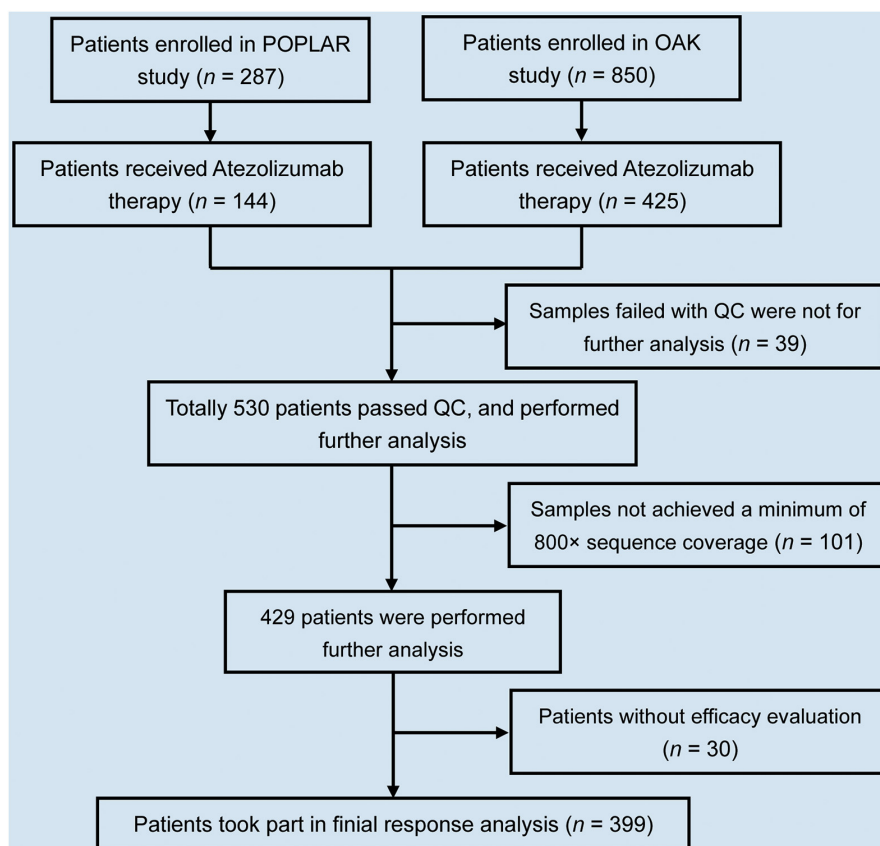 Patients enrolled in POPLAR
study (n = 287)
Patients enrolled in OAK
study (n = 850)
Patients received Atezolizumab
therapy (n = 144)
Patients received Atezolizumab
therapy (n = 425)
Samples failed with QC were not for
further analysis (n = 39)
Totally 530 patients passed QC, and performed
further analysis
Samples not achieved a minimum of
800× sequence coverage (n = 101)
429 patients were performed
further analysis
Patients without efficacy evaluation
(n = 30)
Patients took part in finial response analysis (n = 399)